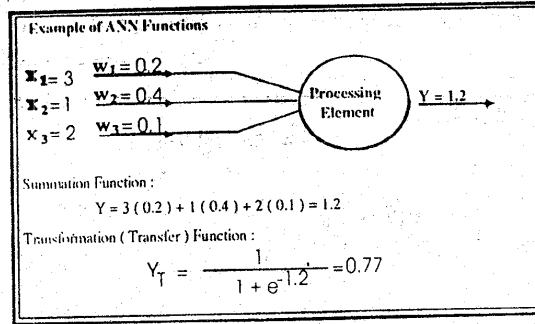 Example of ANN Functions
x₁= 3 w₁= 0.2
x₂= 1 w₂= 0.4
x₃= 2 w₃= 0.1
Processing
Element
Y = 1.2
Summation Function :
Y = 3 ( 0.2 ) + 1 ( 0.4 ) + 2 ( 0.1 ) = 1.2
Transformation ( Transfer ) Function :
Y_T = 1 / (1 + e^-1.2) = 0.77